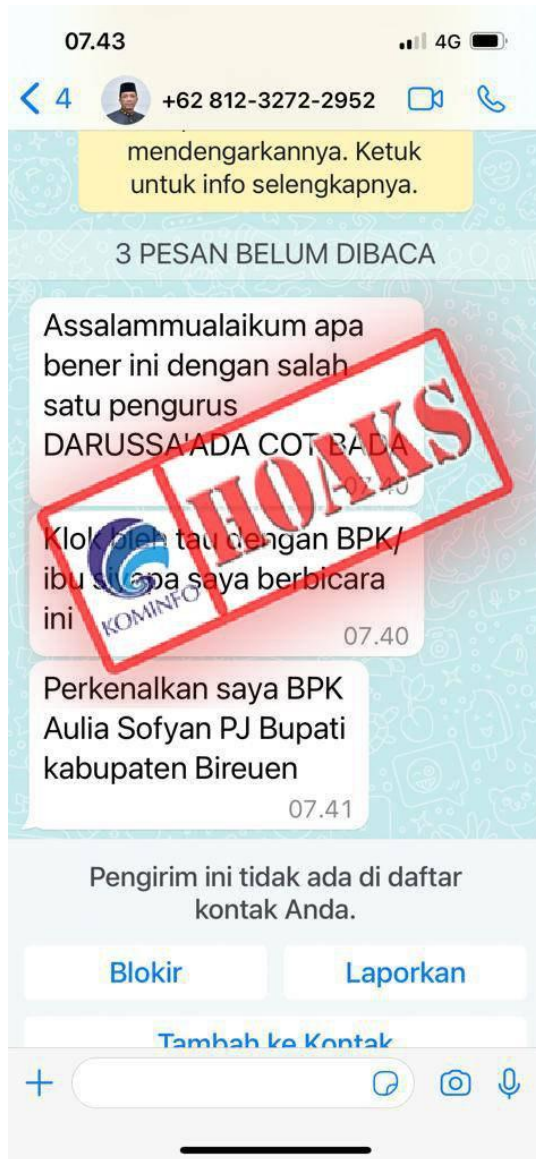 07.43
4G
4
+62 812-3272-2952
mendengarkannya. Ketuk
untuk info selengkapnya.
3 PESAN BELUM DIBACA
Assalammualaikum apa
bener ini dengan salah
satu pengurus
DARUSSA'ADA COT BADA
07.40
HOAKS
KOMINFO
Klok bleh tau dengan BPK/
ibu siyapa saya berbicara
ini
07.40
Perkenalkan saya BPK
Aulia Sofyan PJ Bupati
kabupaten Bireuen
07.41
Pengirim ini tidak ada di daftar
kontak Anda.
Blokir
Laporkan
Tambah ke Kontak